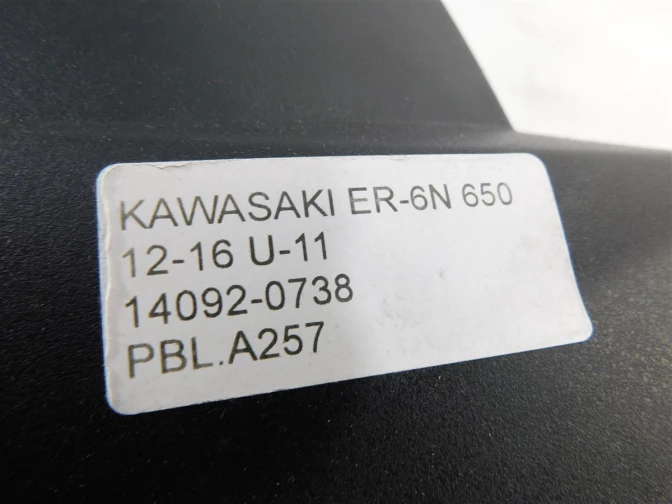 KAWASAKI ER-6N 650
12-16 U-11
14092-0738
PBL.A257